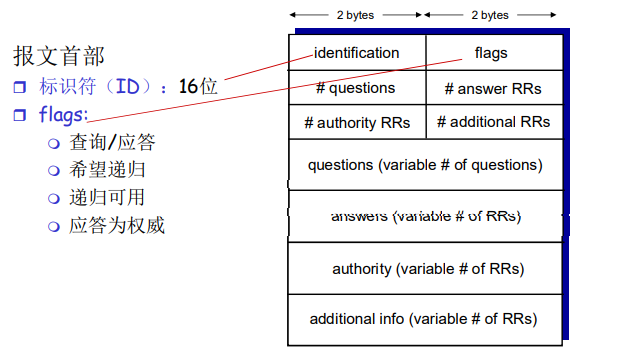 2 bytes 2 bytes
报文首部
标识符（ID）：16位
flags:
查询/应答
希望递归
递归可用
应答为权威
identification flags
# questions # answer RRs
# authority RRs # additional RRs
questions (variable # of questions)
answers (variable # of RRs)
authority (variable # of RRs)
additional info (variable # of RRs)